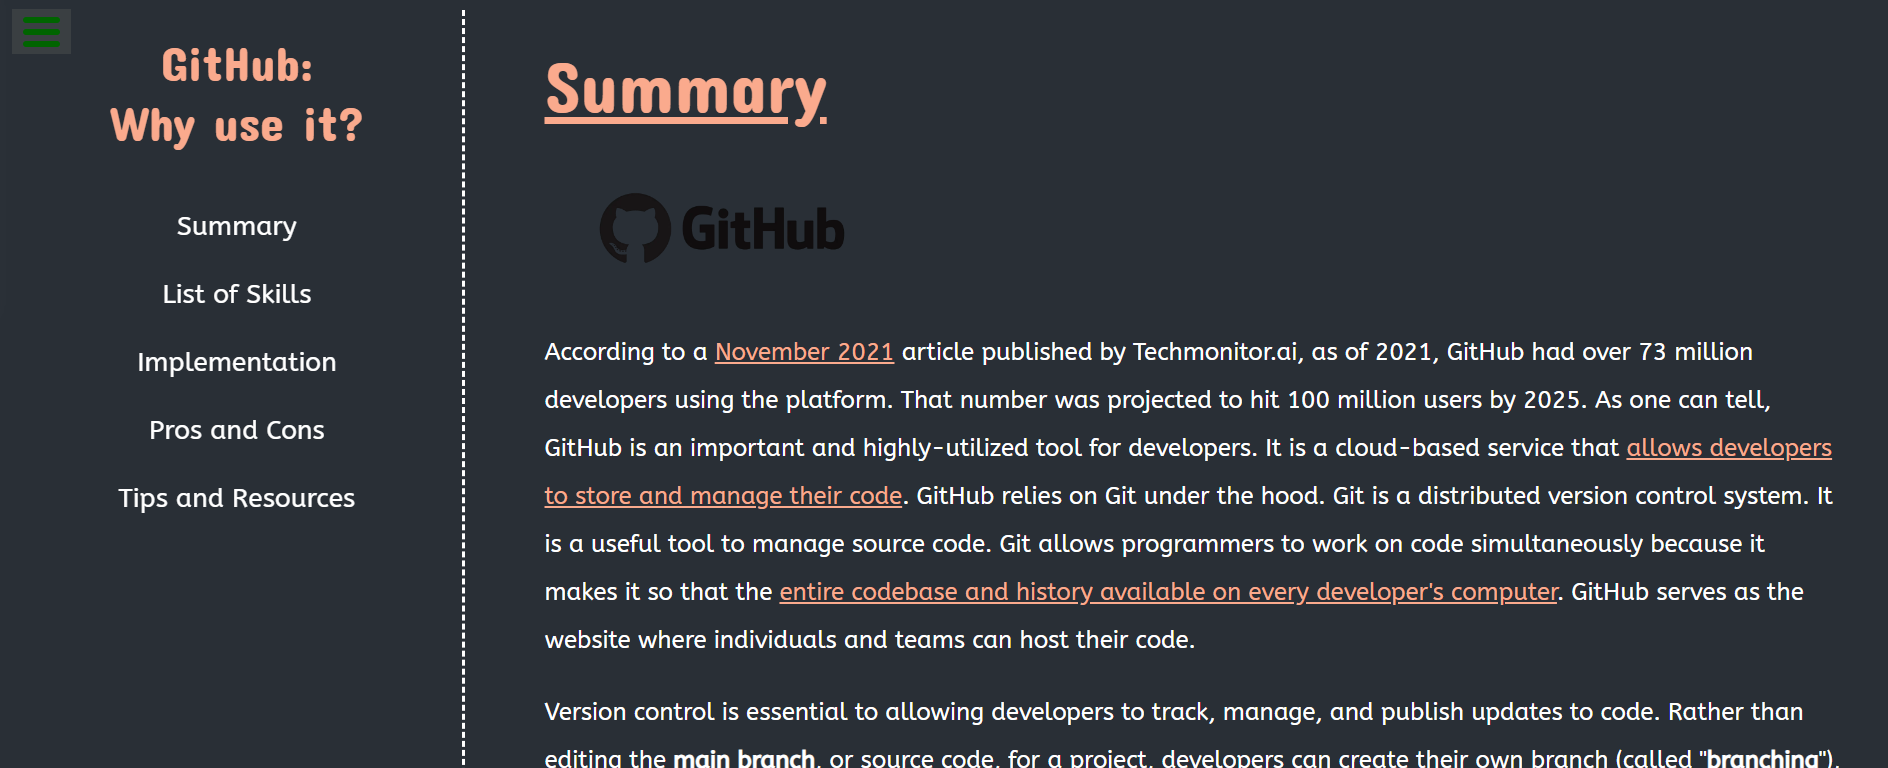 GitHub:
Why use it?
Summary
List of Skills
Implementation
Pros and Cons
Tips and Resources
Summary
GitHub
According to a November 2021 article published by Techmonitor.ai, as of 2021, GitHub had over 73 million
developers using the platform. That number was projected to hit 100 million users by 2025. As one can tell,
GitHub is an important and highly-utilized tool for developers. It is a cloud-based service that allows developers
to store and manage their code. GitHub relies on Git under the hood. Git is a distributed version control system. It
is a useful tool to manage source code. Git allows programmers to work on code simultaneously because it
makes it so that the entire codebase and history available on every developer's computer. GitHub serves as the
website where individuals and teams can host their code.
Version control is essential to allowing developers to track, manage, and publish updates to code. Rather than
editing the main branch, or source code, for a project, developers can create their own branch (called "branching"),